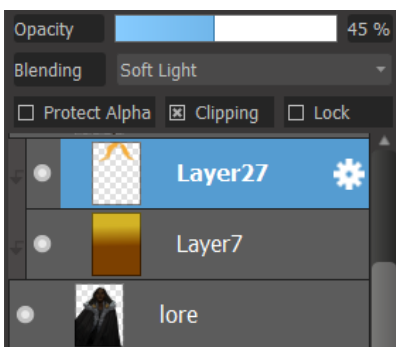 Opacity 45 %
Blending Soft Light
Protect Alpha Clipping Lock
Layer27
Layer7
lore